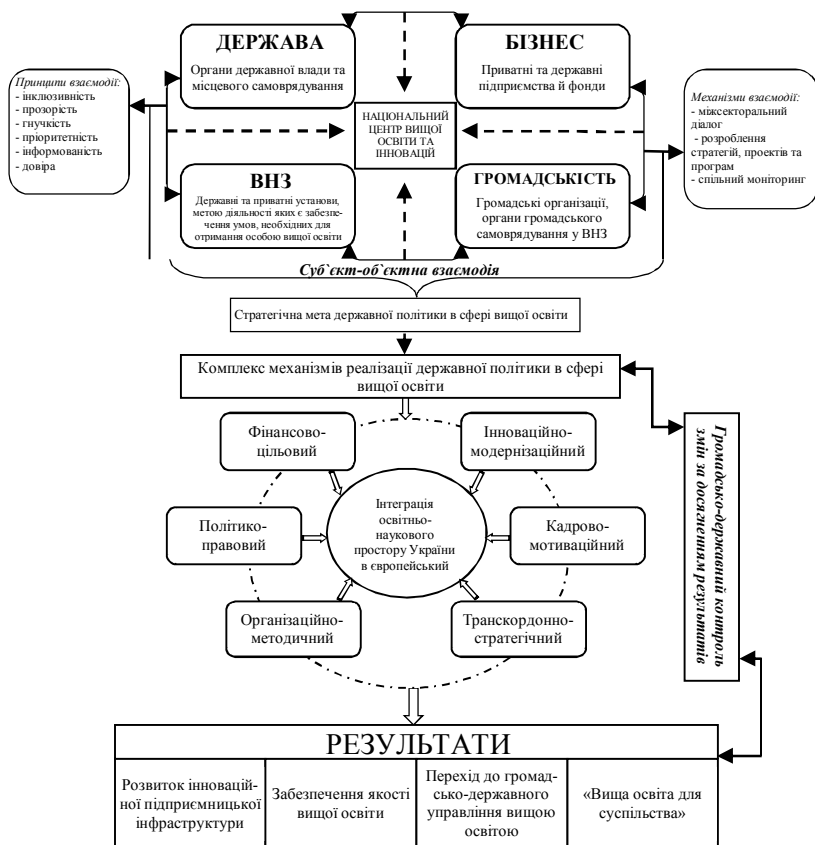 ДЕРЖАВА
Органи державної влади та
місцевого самоврядування
БІЗНЕС
Приватні та державні
підприємства й фонди
Принципи взаємодії:
- інклюзивність
- прозорість
- гнучкість
- пріоритетність
- інформованість
- довіра
НАЦІОНАЛЬНИЙ
ЦЕНТР ВИЩОЇ
ОСВІТИ ТА
ІННОВАЦІЙ
Механізми взаємодії:
- міжсекторальний
діалог
- розроблення
стратегій, проектів та
програм
- спільний моніторинг
ВНЗ
Державні та приватні установи,
метою діяльності яких є забезпе-
чення умов, необхідних для
отримання особою вищої освіти
ГРОМАДСЬКІСТЬ
Громадські організації,
органи громадського
самоврядування у ВНЗ
Суб`єкт-об`єктна взаємодія
Стратегічна мета державної політики в сфері вищої освіти
Комплекс механізмів реалізації державної політики в сфері
вищої освіти
Фінансово-
цільовий
Інноваційно-
модернізаційний
Політико-
правовий
Інтеграція
освітньо-
наукового
простору України
в європейський
Кадрово-
мотиваційний
Організаційно-
методичний
Транскордонно-
стратегічний
Громадсько-державний контроль
змін за досягненням результатів
РЕЗУЛЬТАТИ
Розвиток інновацій-
ної підприємницької
інфраструктури
Забезпечення якості
вищої освіти
Перехід до громад-
сько-державного
управління вищою
освітою
«Вища освіта для
суспільства»